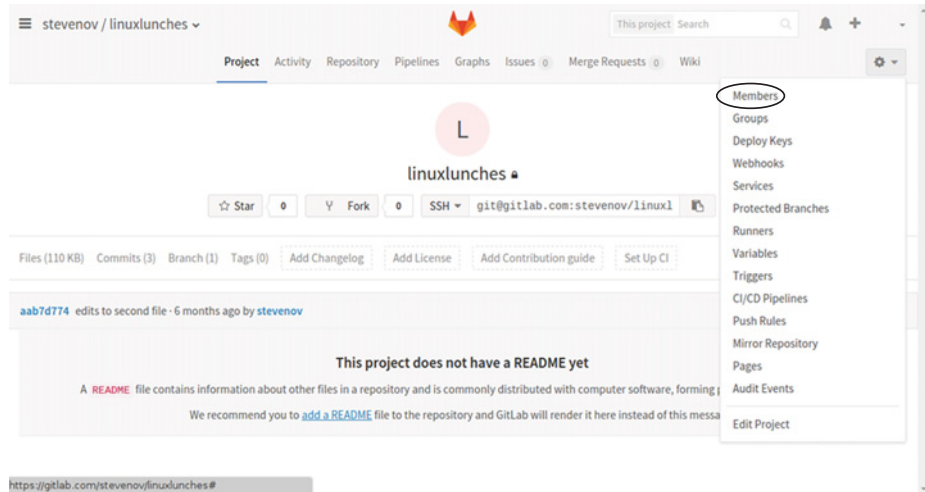 stevenov / linuxlunches
This project Search
Project Activity Repository Pipelines Graphs Issues 0 Merge Requests 0 Wiki
Members
Groups
Deploy Keys
Webhooks
Services
Protected Branches
Runners
Variables
Triggers
CI/CD Pipelines
Push Rules
Mirror Repository
Pages
Audit Events
Edit Project
L
linuxlunches
Star 0 Fork 0 SSH git@gitlab.com:stevenov/linuxl
Files (110 KB) Commits (3) Branch (1) Tags (0) Add Changelog Add License Add Contribution guide Set Up CI
aab7d774 edits to second file · 6 months ago by stevenov
This project does not have a README yet
A README file contains information about other files in a repository and is commonly distributed with computer software, forming
We recommend you to add a README file to the repository and GitLab will render it here instead of this messa
https://gitlab.com/stevenov/linuxlunches#